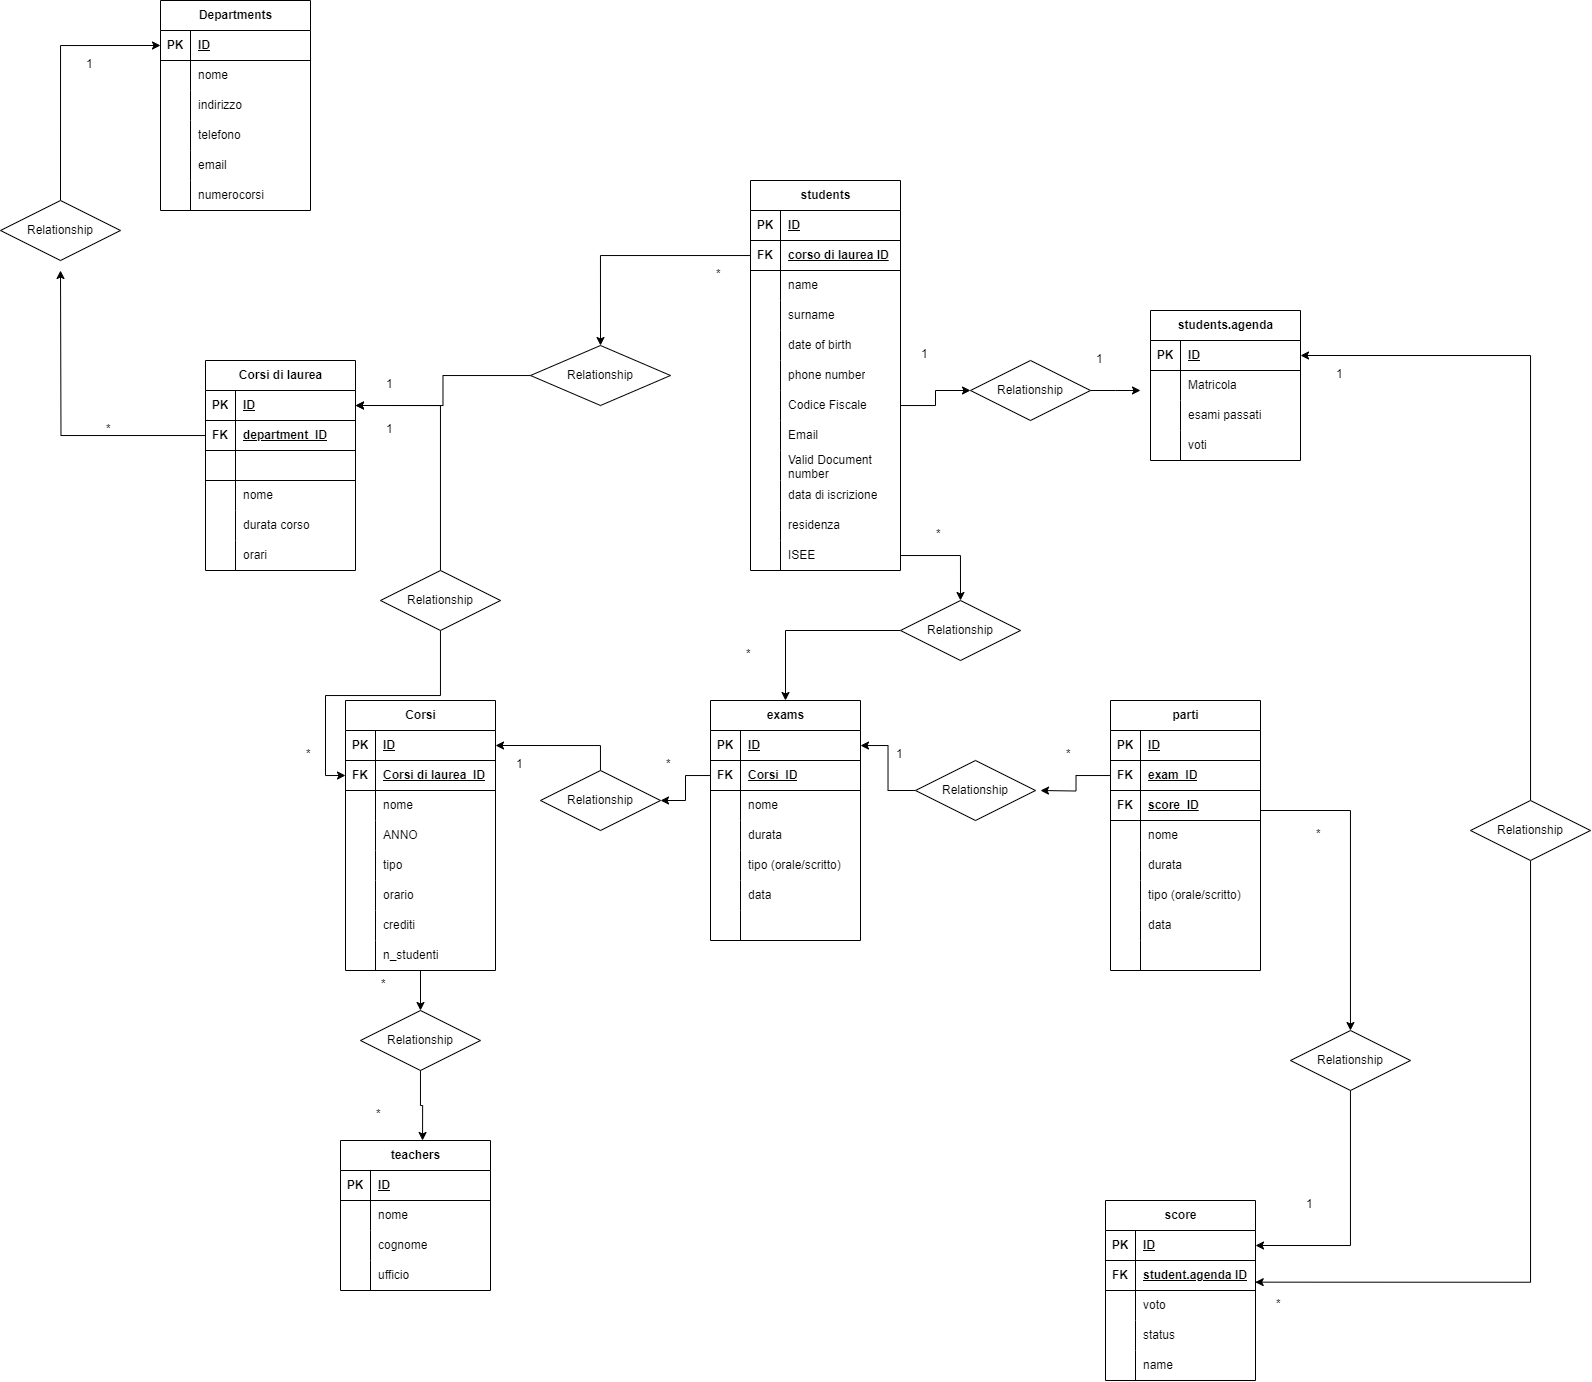 Departments
PK ID
nome
indirizzo
telefono
email
numerocorsi
1
Relationship
*
students
PK ID
FK corso di laurea ID
name
surname
date of birth
phone number
Codice Fiscale
Email
Valid Document
number
data di iscrizione
residenza
ISEE
*
Relationship
1
Relationship
1
students.agenda
PK ID
Matricola
esami passati
voti
1
Corsi di laurea
PK ID
FK department_ID
nome
durata corso
orari
1
1
Relationship
*
*
Relationship
*
Corsi
PK ID
FK Corsi di laurea_ID
nome
ANNO
tipo
orario
crediti
n_studenti
1
Relationship
*
exams
PK ID
FK Corsi_ID
nome
durata
tipo (orale/scritto)
data
1
Relationship
*
parti
PK ID
FK exam_ID
FK score_ID
nome
durata
tipo (orale/scritto)
data
*
Relationship
Relationship
1
*
Relationship
*
teachers
PK ID
nome
cognome
ufficio
score
PK ID
FK student.agenda ID
voto
status
name
*